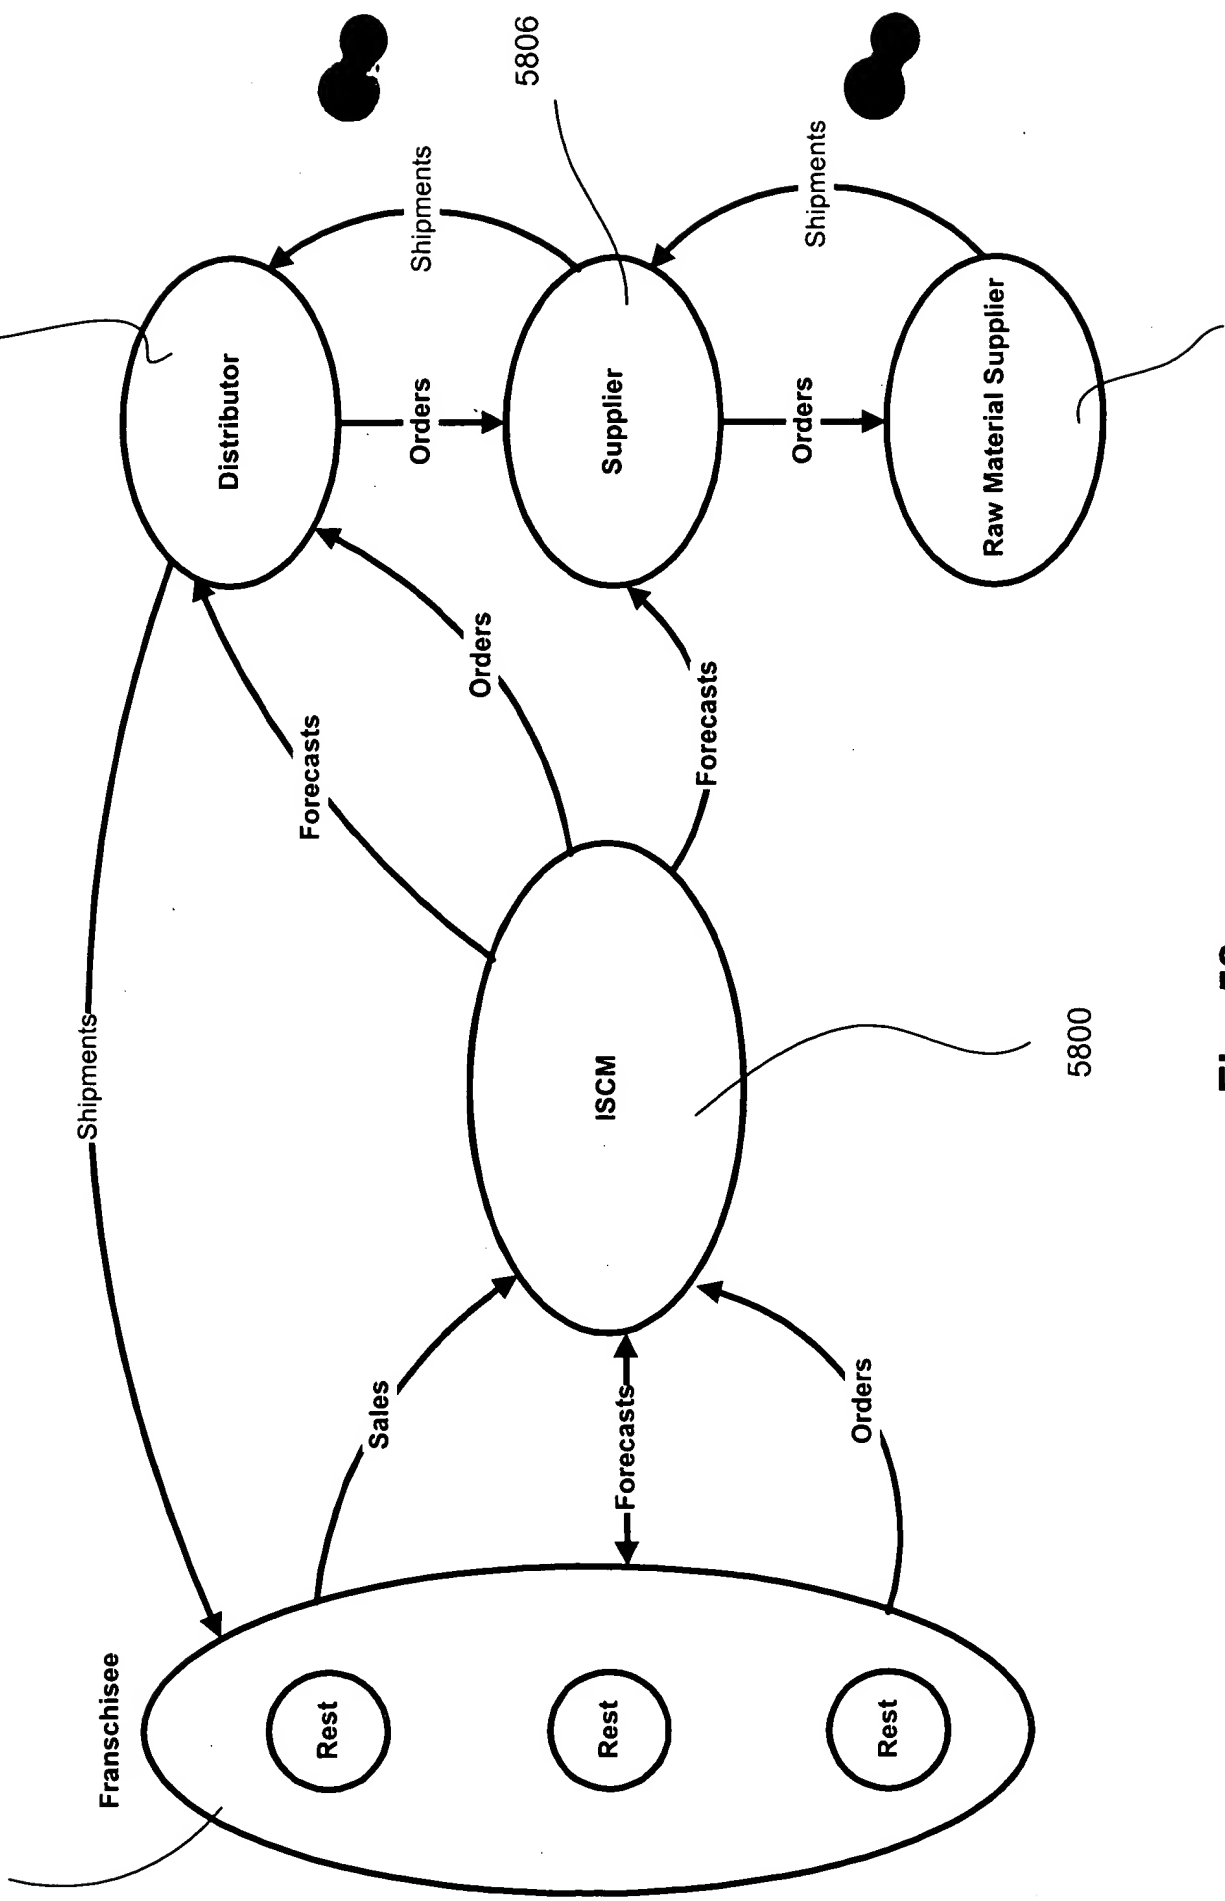 Franschisee
Rest
Rest
Rest
Shipments
Sales
Forecasts
Orders
ISCM
5800
Forecasts
Orders
Forecasts
Distributor
Orders
Shipments
Supplier
5806
Orders
Shipments
Raw Material Supplier